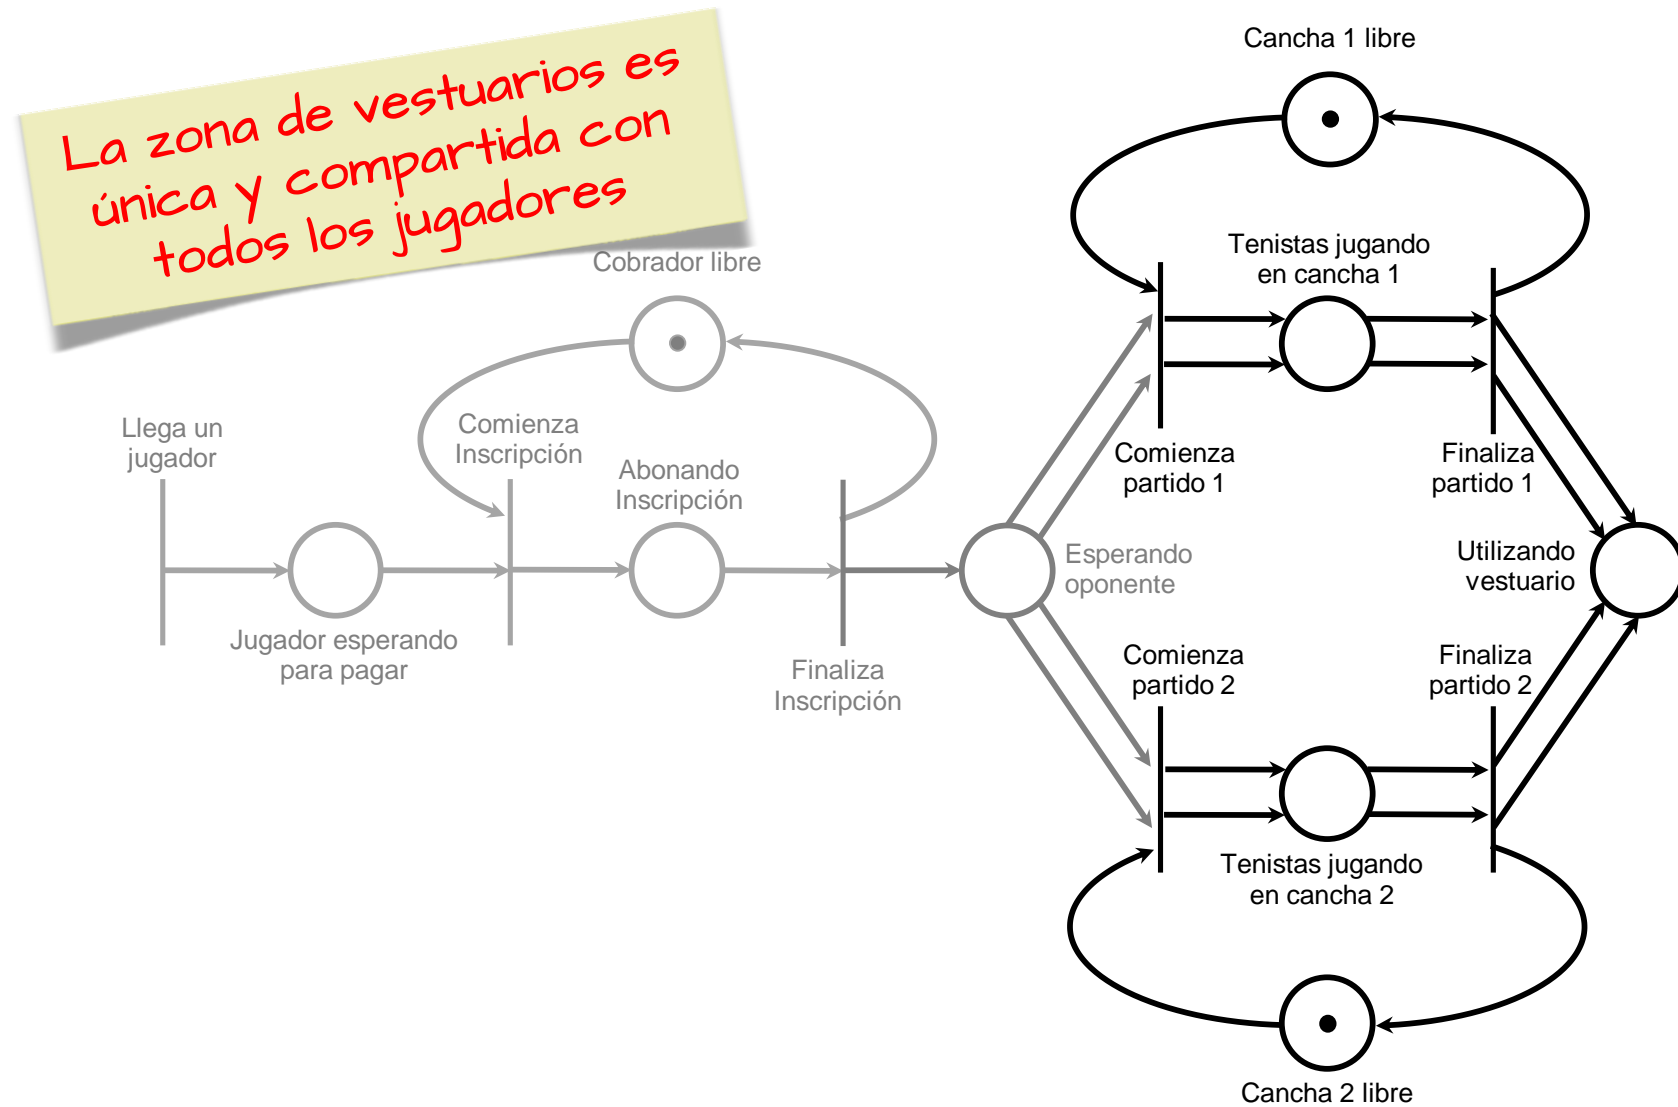 La zona de vestuarios es
única y compartida con
todos los jugadores
Cancha 1 libre
Tenistas jugando
en cancha 1
Cobrador libre
Llega un
jugador
Comienza
Inscripción
Abonando
Inscripción
Comienza
partido 1
Finaliza
partido 1
Esperando
oponente
Utilizando
vestuario
Jugador esperando
para pagar
Finaliza
Inscripción
Comienza
partido 2
Finaliza
partido 2
Tenistas jugando
en cancha 2
Cancha 2 libre